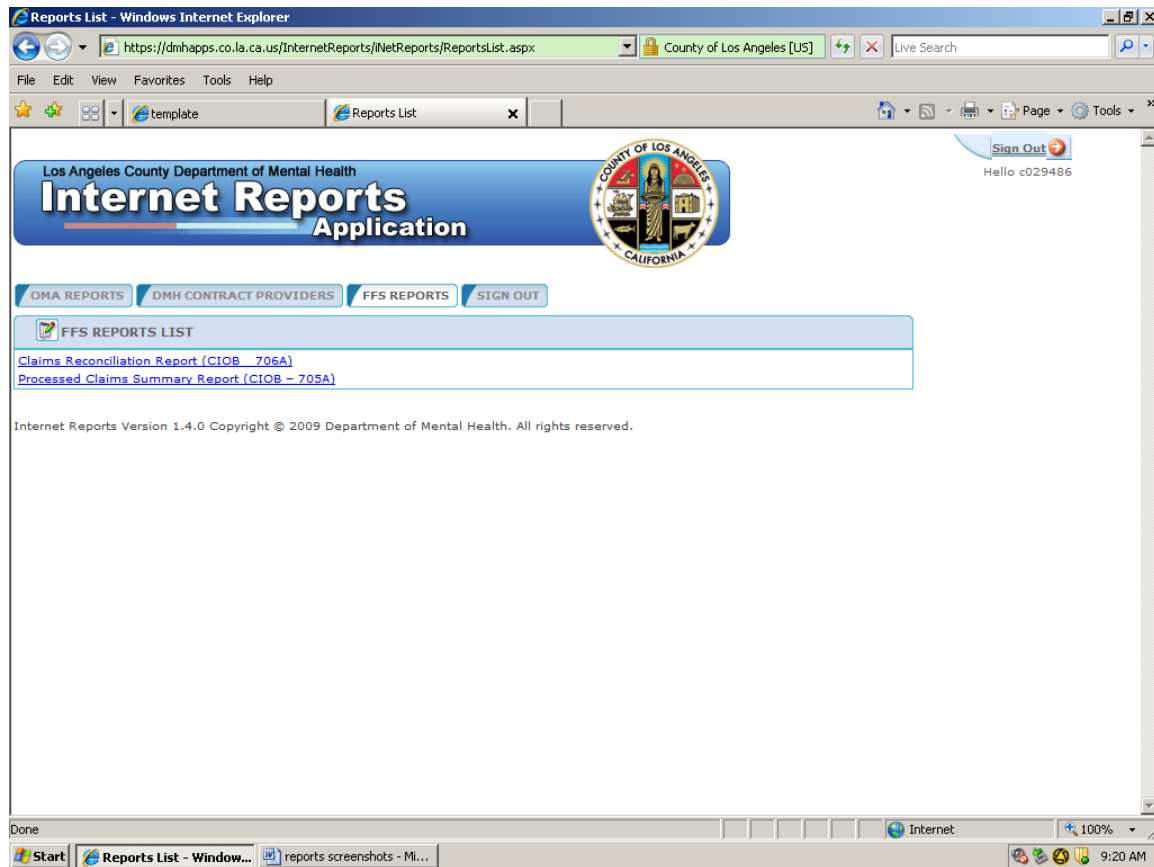 Reports List - Windows Internet Explorer
https://dmhapps.co.la.ca.us/InternetReports/iNetReports/ReportsList.aspx County of Los Angeles [US] Live Search
File Edit View Favorites Tools Help
template Reports List Page Tools »
Sign Out
Hello c029486
Los Angeles County Department of Mental Health
Internet Reports
Application
COUNTY OF LOS ANGELES
CALIFORNIA
OMA REPORTS DMH CONTRACT PROVIDERS FFS REPORTS SIGN OUT
FFS REPORTS LIST
Claims Reconciliation Report (CIOB _ 706A)
Processed Claims Summary Report (CIOB – 705A)
Internet Reports Version 1.4.0 Copyright © 2009 Department of Mental Health. All rights reserved.
Done Internet 100%
Start Reports List - Window... reports screenshots - Mi... 9:20 AM